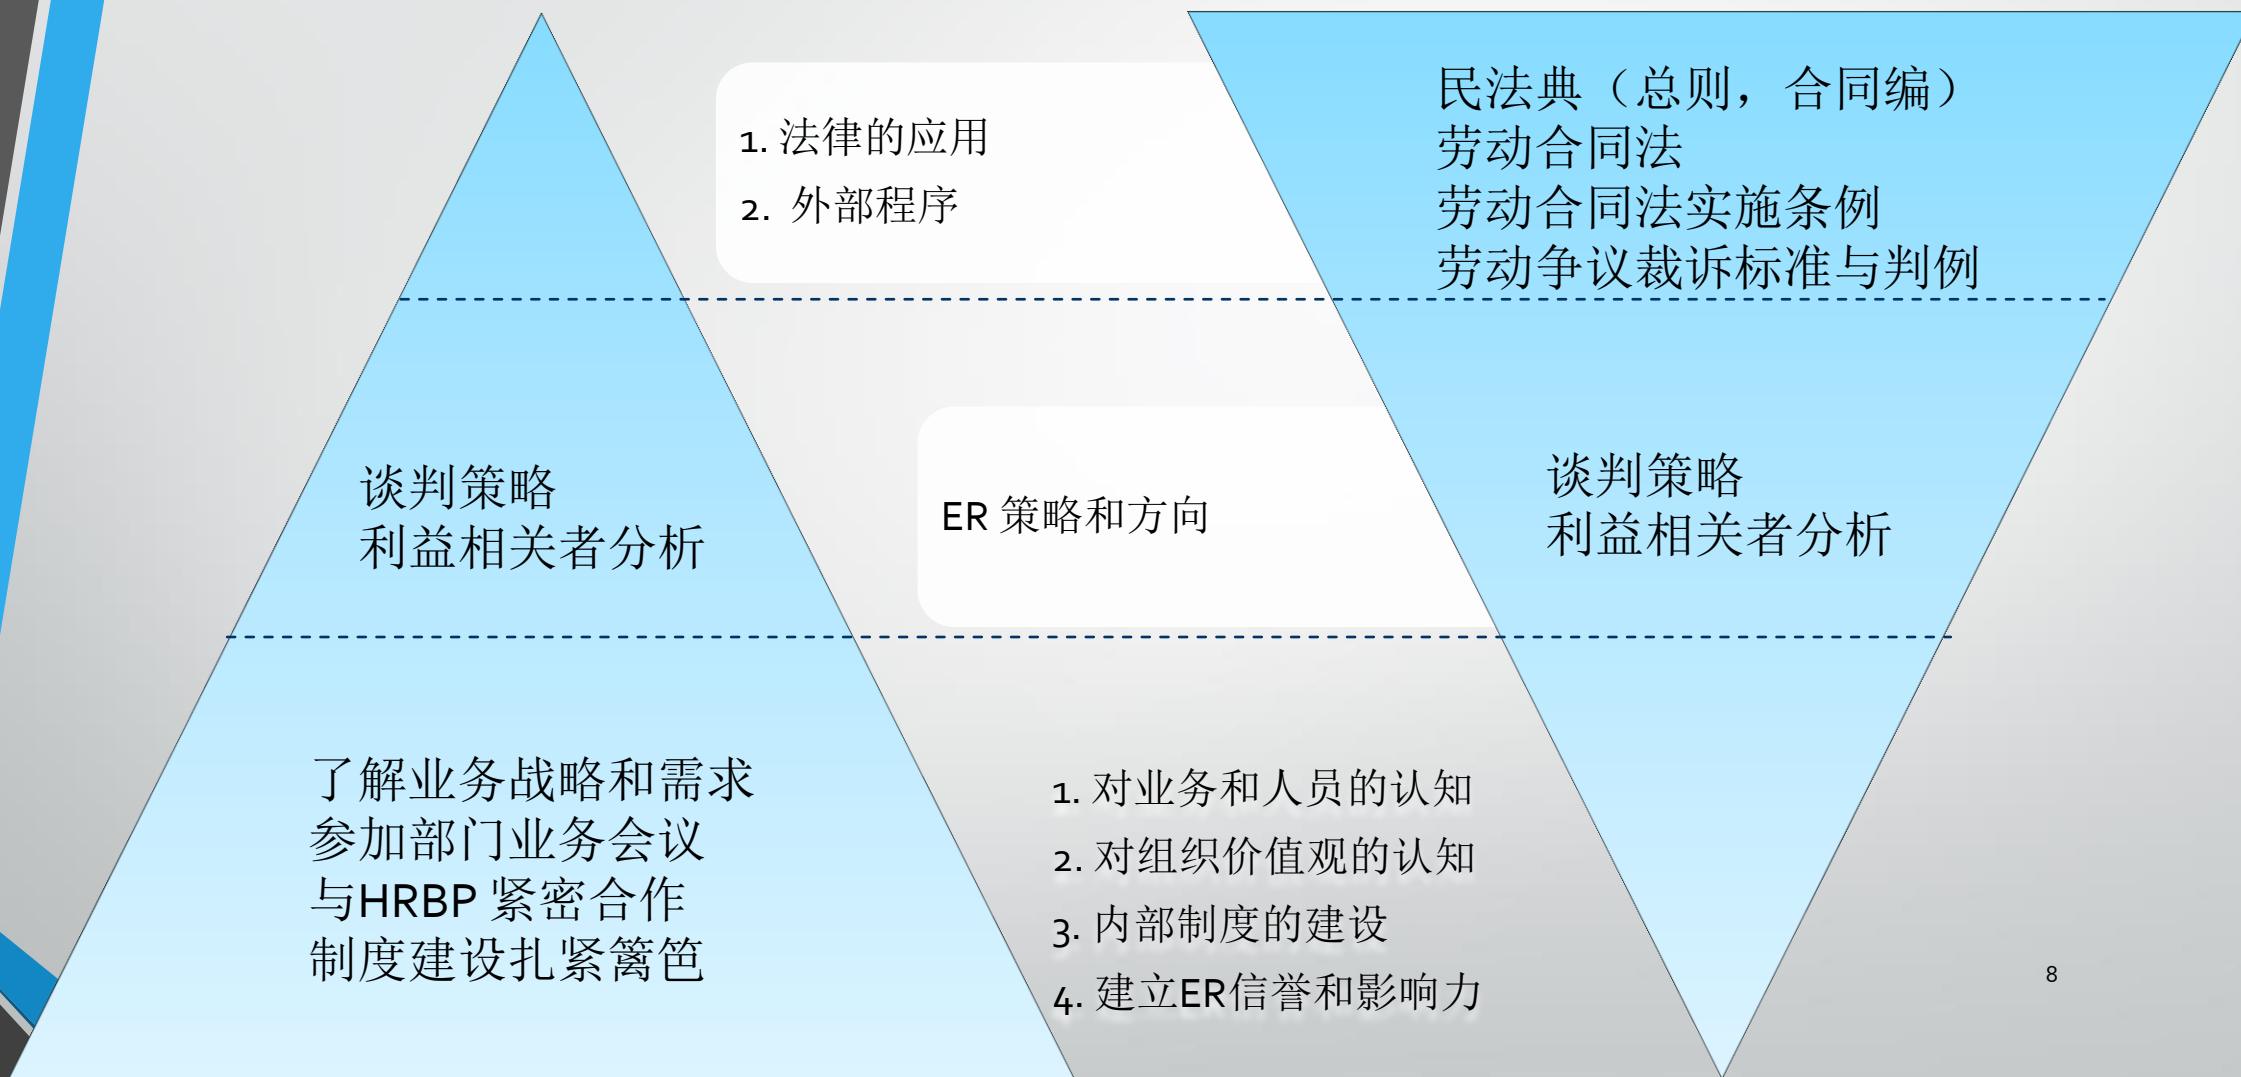 1. 法律的应用
2. 外部程序
民法典（总则，合同编）
劳动合同法
劳动合同法实施条例
劳动争议裁诉标准与判例
谈判策略
利益相关者分析
ER 策略和方向
谈判策略
利益相关者分析
了解业务战略和需求
参加部门业务会议
与HRBP 紧密合作
制度建设扎紧篱笆
1. 对业务和人员的认知
2. 对组织价值观的认知
3. 内部制度的建设
4. 建立ER信誉和影响力
8